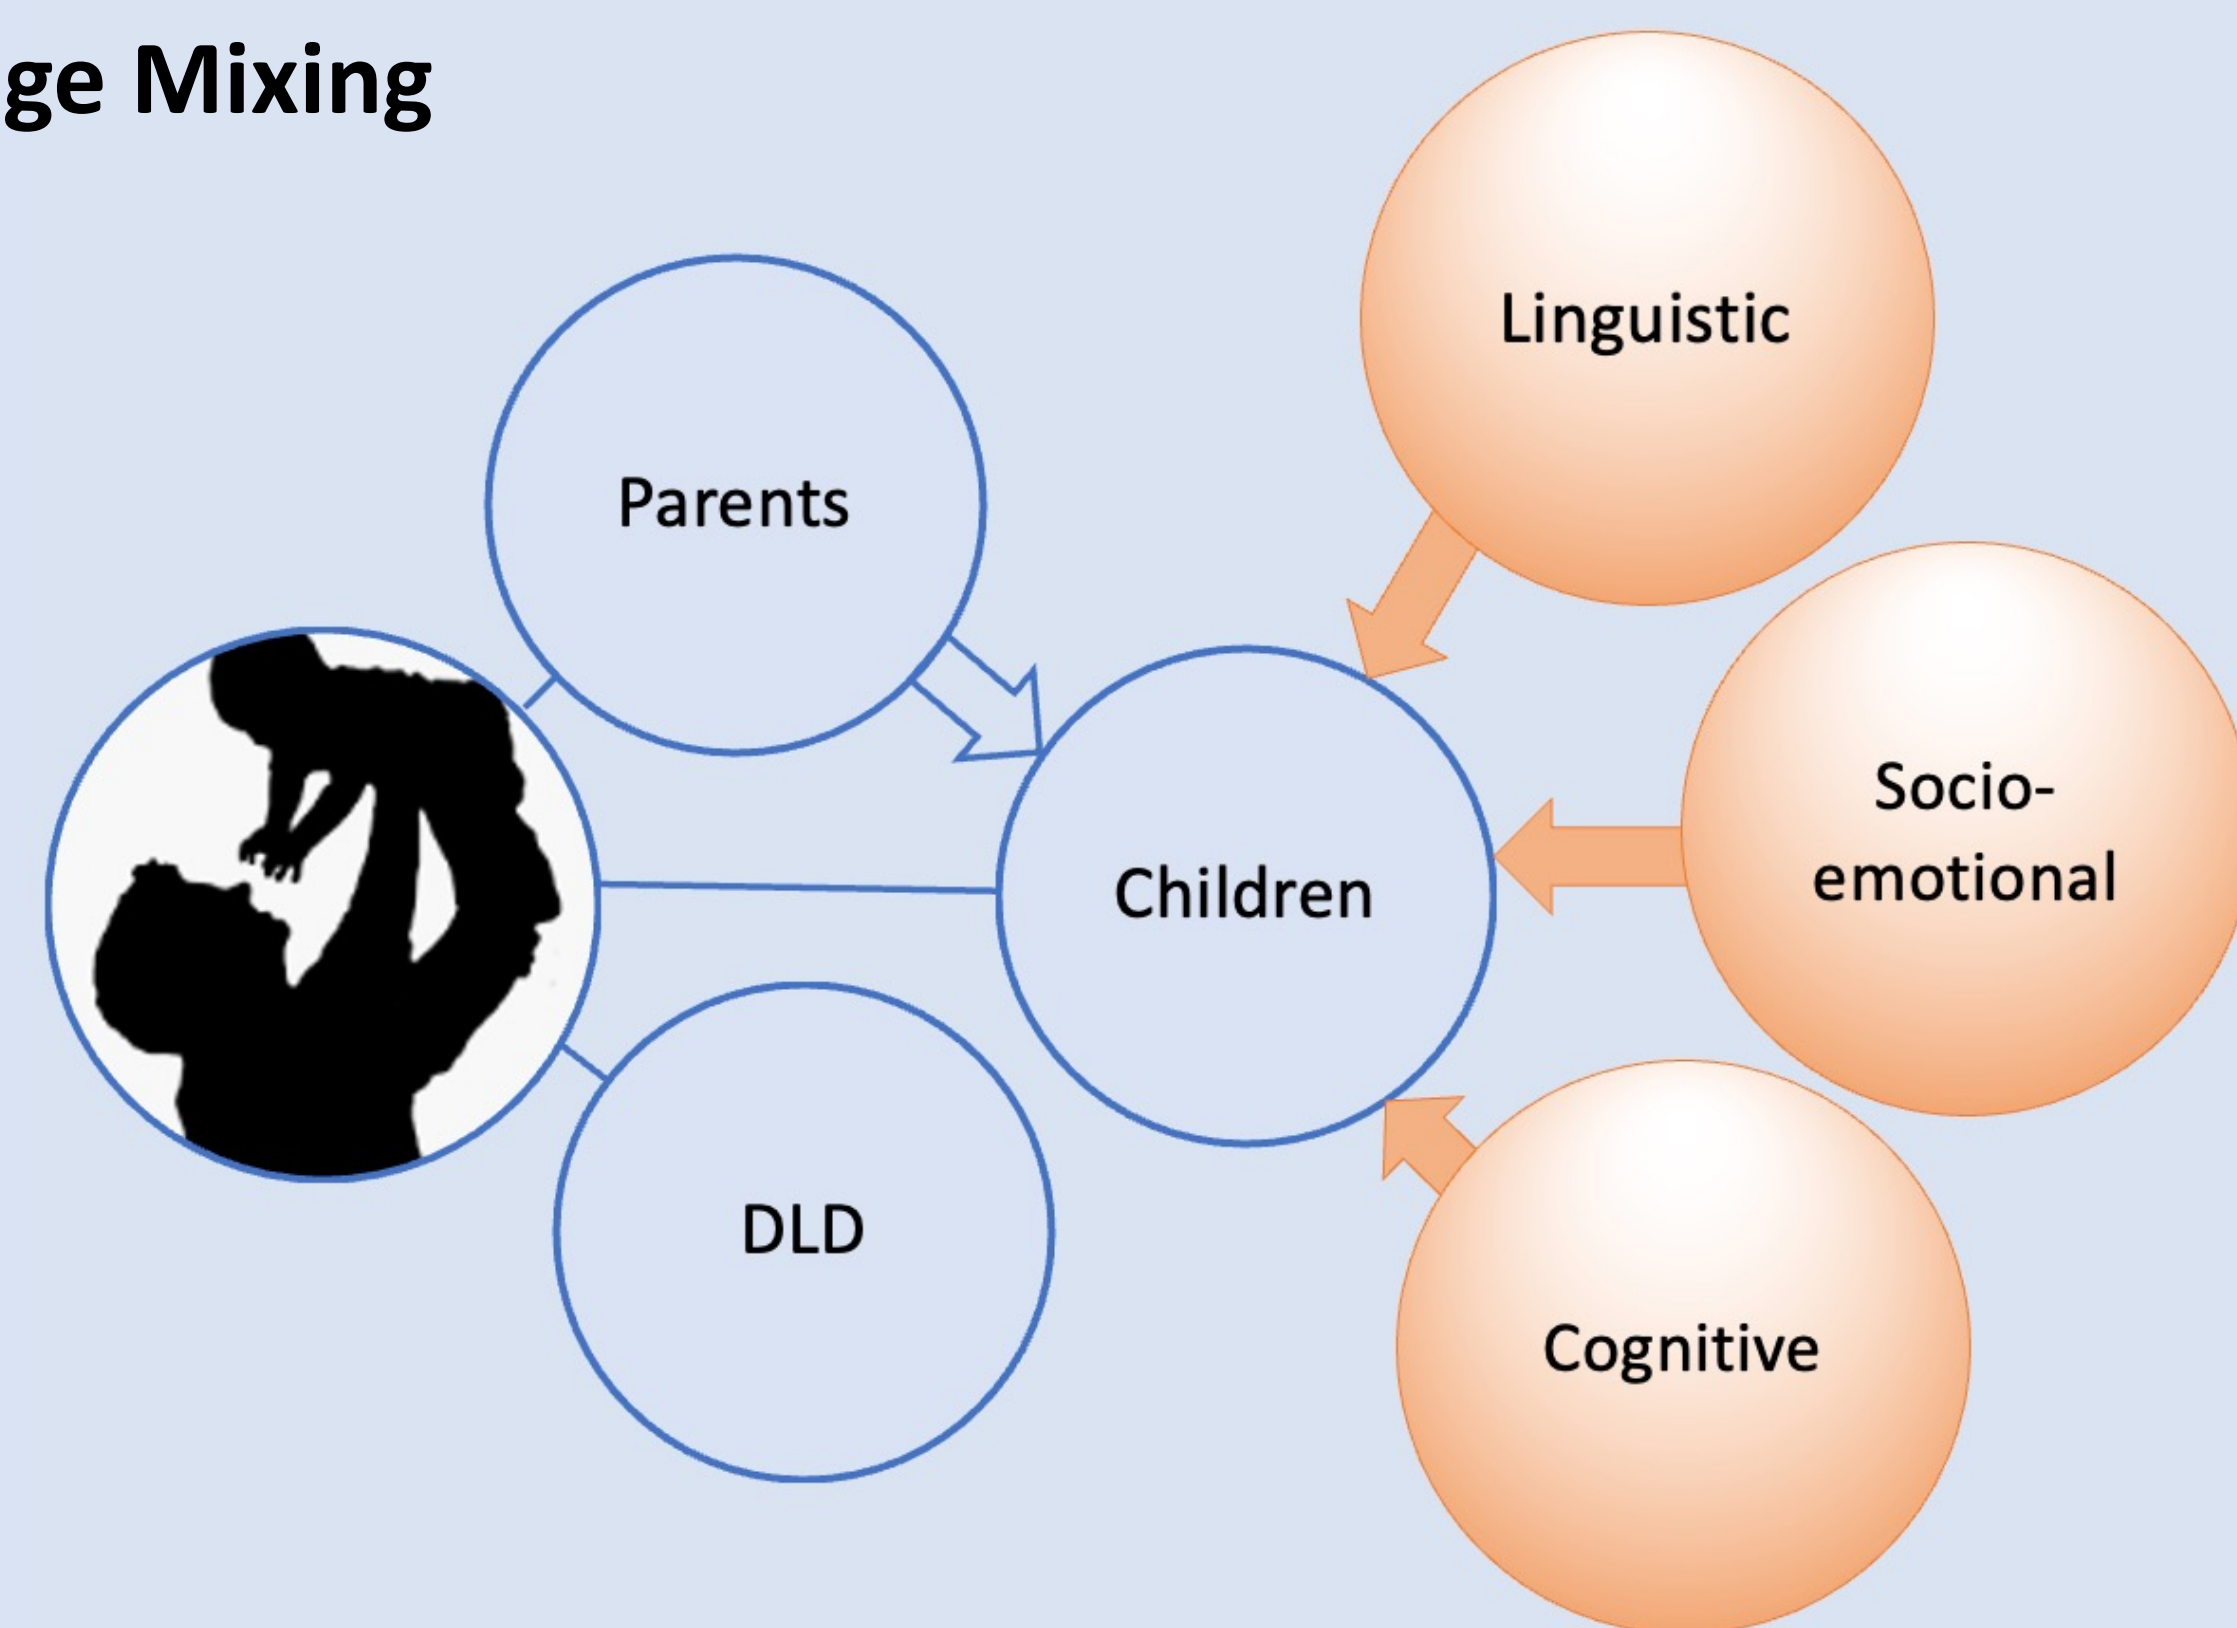 ge Mixing
Linguistic
Parents
Socio-
emotional
Children
DLD
Cognitive